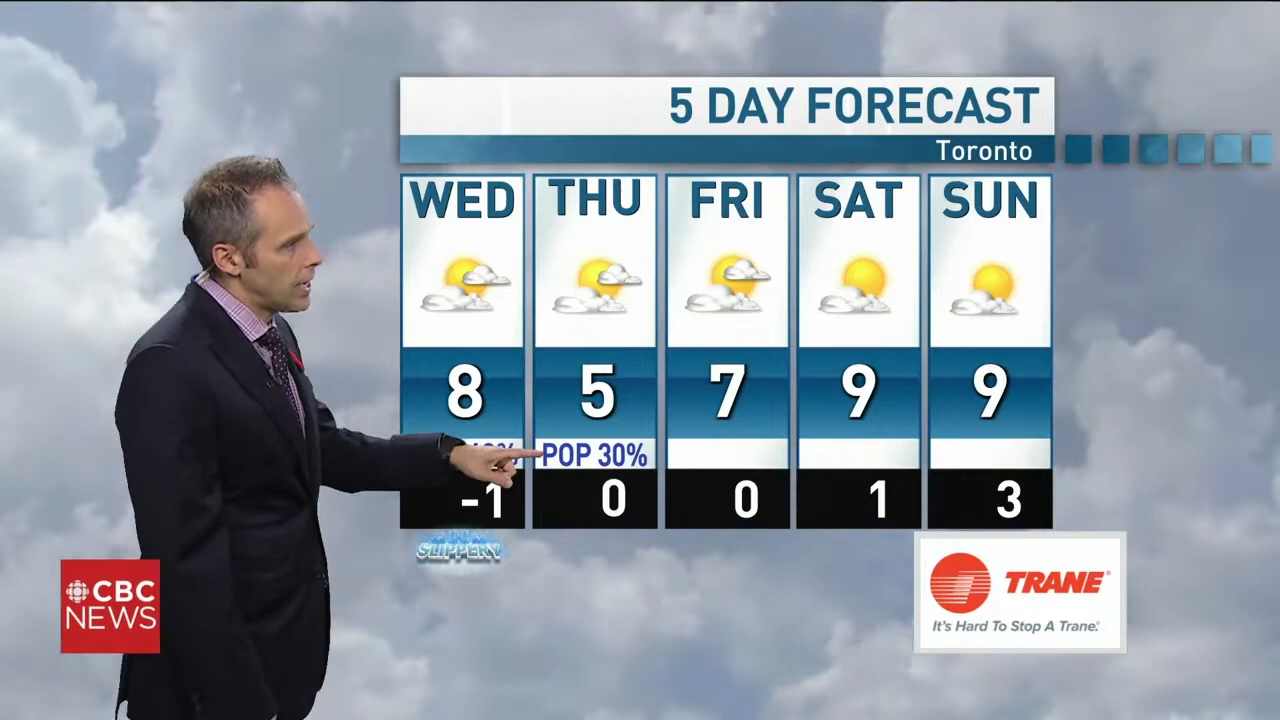 5 DAY FORECAST
Toronto
WED THU FRI SAT SUN
8 5 7 9 9
POP 30%
-1 0 0 1 3
SLIPPERY
CBC
NEWS
TRANE®
It's Hard To Stop A Trane.®